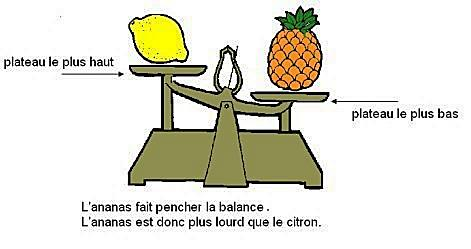 plateau le plus haut
plateau le plus bas
L'ananas fait pencher la balance .
L'ananas est donc plus lourd que le citron.